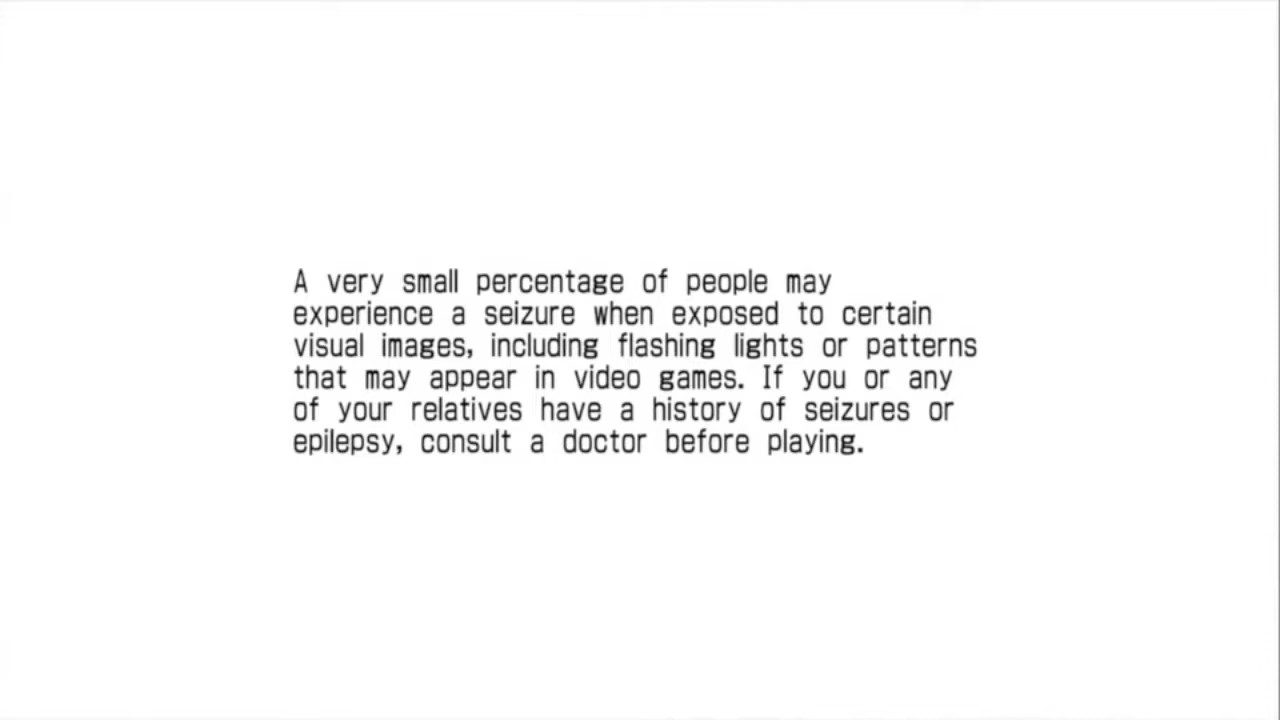 A very small percentage of people may
experience a seizure when exposed to certain
visual images, including flashing lights or patterns
that may appear in video games. If you or any
of your relatives have a history of seizures or
epilepsy, consult a doctor before playing.